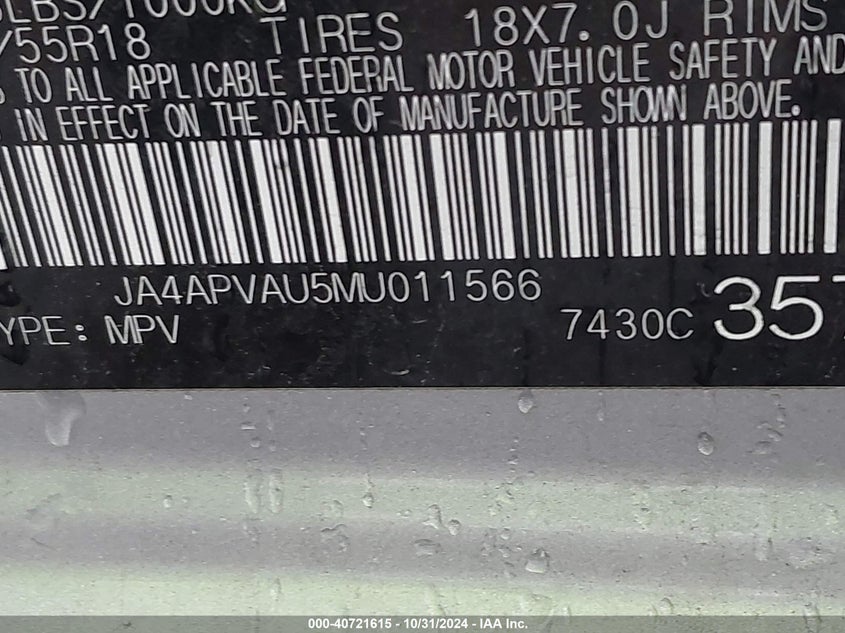 /55R18 TIRES 18X7.0J RIMS
TO ALL APPLICABLE FEDERAL MOTOR VEHICLE SAFETY AND
IN EFFECT ON THE DATE OF MANUFACTURE SHOWN ABOVE.
JA4APVAU5MU011566
YPE: MPV 7430C 357
000-40721615 - 10/31/2024 - IAA Inc.